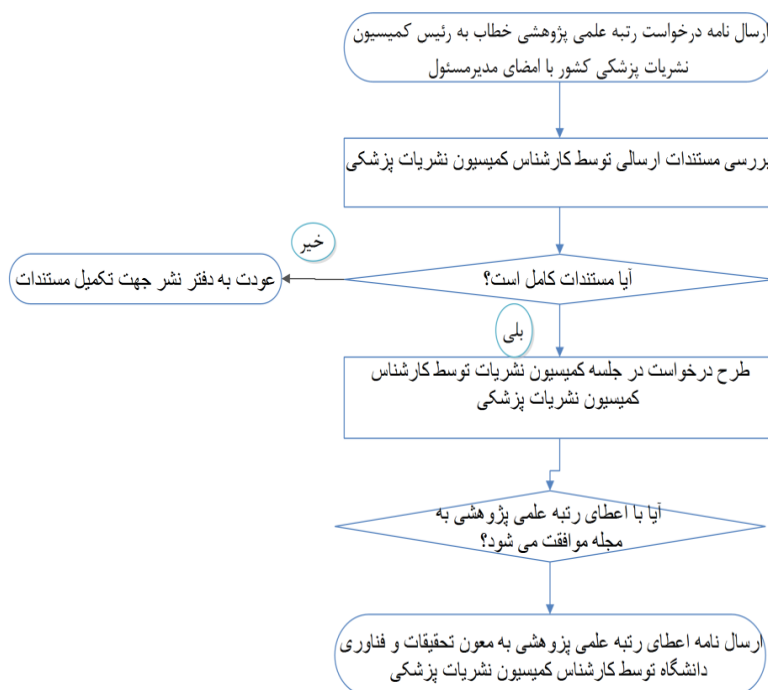 ارسال نامه درخواست رتبه علمی پژوهشی خطاب به رئیس کمیسیون
نشریات پزشکی کشور با امضای مدیرمسئول
بررسی مستندات ارسالی توسط کارشناس کمیسیون نشریات پزشکی
خیر
آیا مستندات کامل است؟
عودت به دفتر نشر جهت تکمیل مستندات
بلی
طرح درخواست در جلسه کمیسیون نشریات توسط کارشناس
کمیسیون نشریات پزشکی
آیا با اعطای رتبه علمی پژوهشی به
مجله موافقت می شود؟
ارسال نامه اعطای رتبه علمی پزوهشی به معون تحقیقات و فناوری
دانشگاه توسط کارشناس کمیسیون نشریات پزشکی